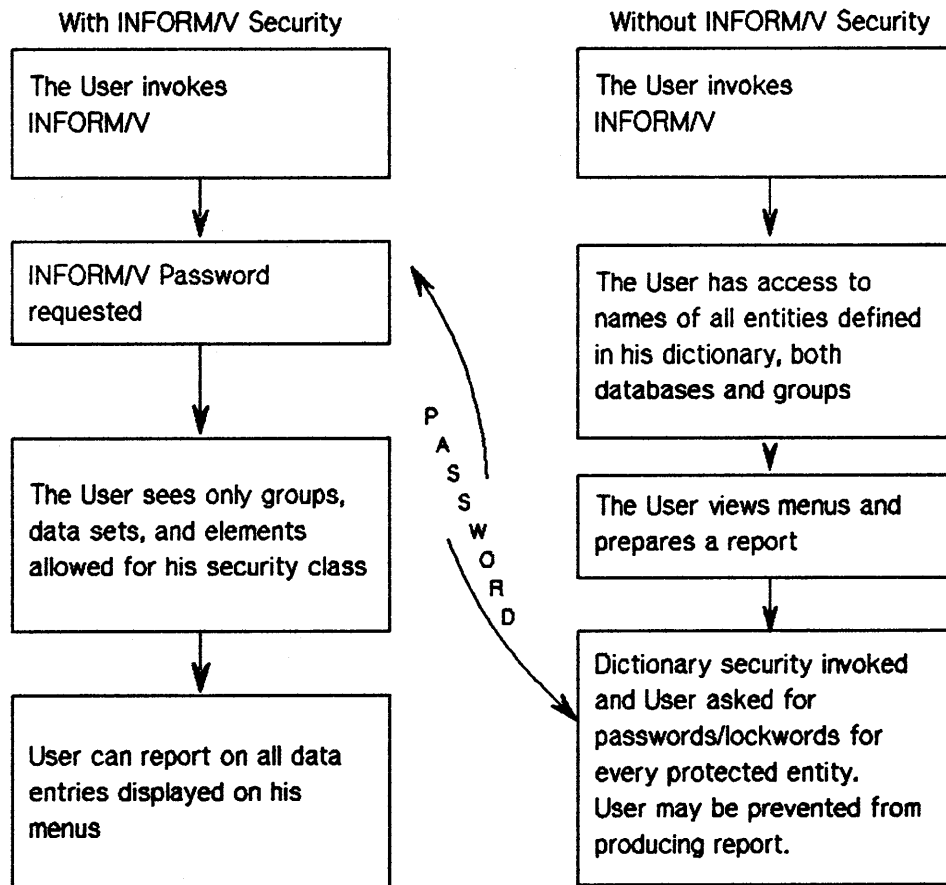 With INFORM/V Security
The User invokes
INFORM/V
INFORM/V Password
requested
The User sees only groups,
data sets, and elements
allowed for his security class
User can report on all data
entries displayed on his
menus
PASSWORD
Without INFORM/V Security
The User invokes
INFORM/V
The User has access to
names of all entities defined
in his dictionary, both
databases and groups
The User views menus and
prepares a report
Dictionary security invoked
and User asked for
passwords/lockwords for
every protected entity.
User may be prevented from
producing report.